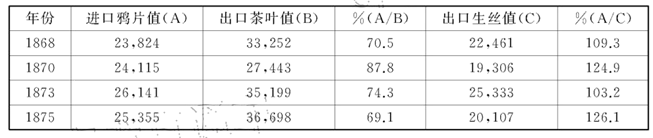 年份 进口鸦片值(A) 出口茶叶值(B) %(A/B) 出口生丝值(C) %(A/C)
1868 23,824 33,252 70.5 22,461 109.3
1870 24,115 27,443 87.8 19,306 124.9
1873 26,141 35,199 74.3 25,333 103.2
1875 25,355 36,698 69.1 20,107 126.1